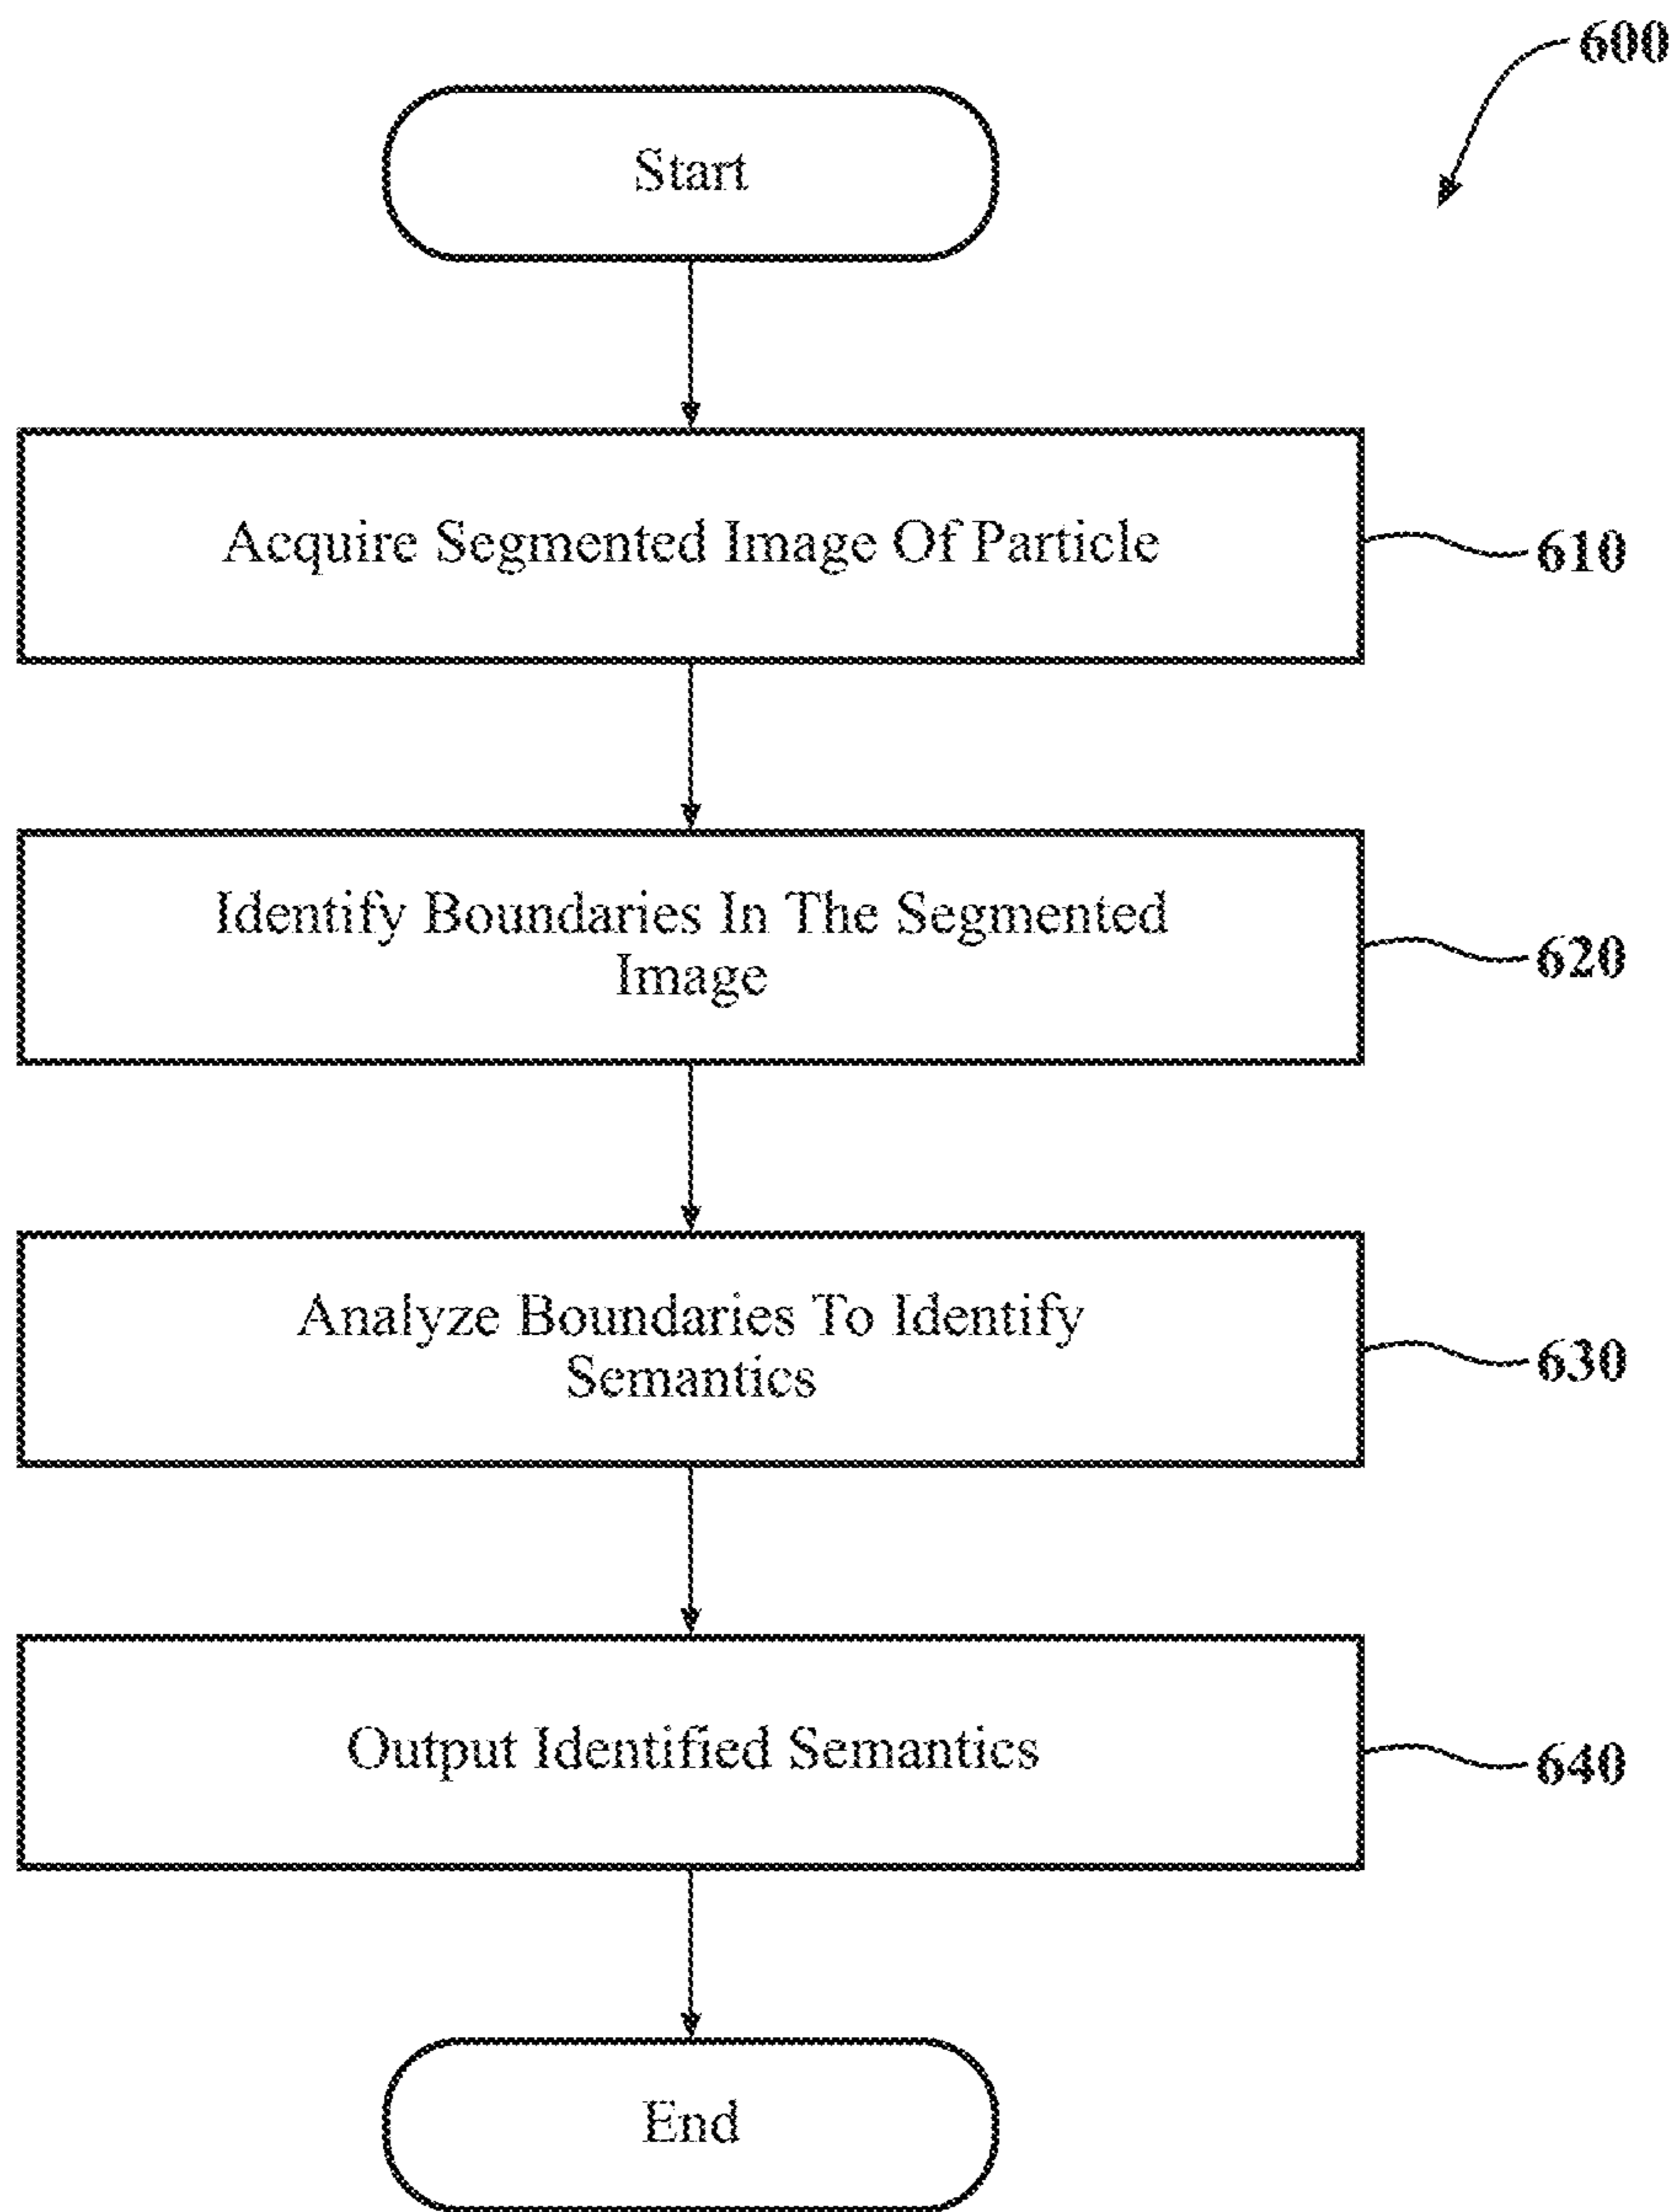 600
Start
Acquire Segmented Image Of Particle
610
Identify Boundaries In The Segmented
Image
620
Analyze Boundaries To Identify
Semantics
630
Output Identified Semantics
640
End